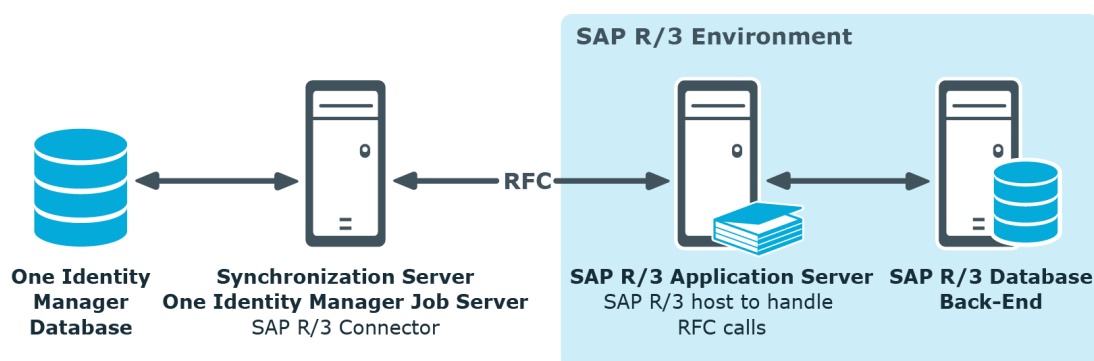 SAP R/3 Environment
RFC
One Identity
Manager
Database
Synchronization Server
One Identity Manager Job Server
SAP R/3 Connector
SAP R/3 Application Server
SAP R/3 host to handle
RFC calls
SAP R/3 Database
Back-End